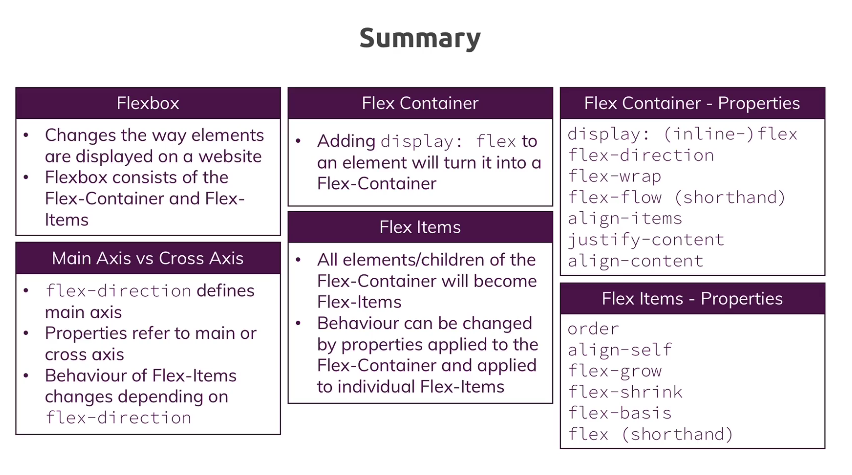 Summary
Flexbox
• Changes the way elements
are displayed on a website
• Flexbox consists of the
Flex-Container and Flex-
Items
Main Axis vs Cross Axis
• flex-direction defines
main axis
• Properties refer to main or
cross axis
• Behaviour of Flex-Items
changes depending on
flex-direction
Flex Container
• Adding display: flex to
an element will turn it into a
Flex-Container
Flex Items
• All elements/children of the
Flex-Container will become
Flex-Items
• Behaviour can be changed
by properties applied to the
Flex-Container and applied
to individual Flex-Items
Flex Container - Properties
display: (inline-)flex
flex-direction
flex-wrap
flex-flow (shorthand)
align-items
justify-content
align-content
Flex Items - Properties
order
align-self
flex-grow
flex-shrink
flex-basis
flex (shorthand)